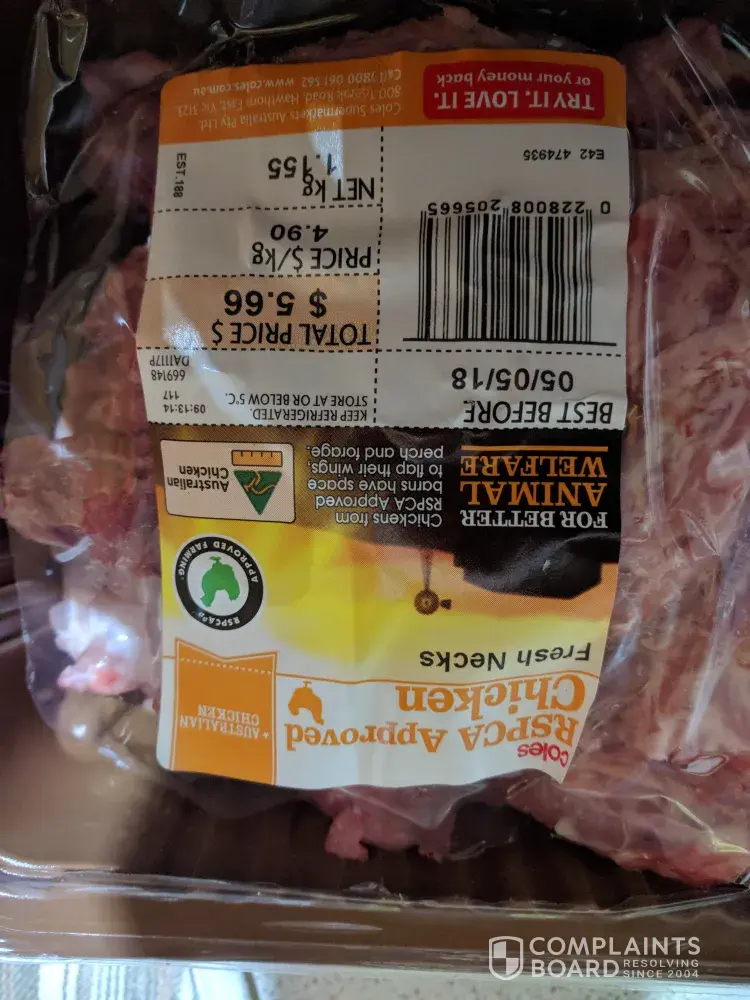 Coles
RSPCA Approved
Chicken
Fresh Necks
+ AUSTRALIAN
CHICKEN
RSPCA
APPROVED FARMING
FOR BETTER
ANIMAL
WELFARE
Chickens from
RSPCA Approved
barns have space
to flap their wings,
perch and forage.
Australian
Chicken
BEST BEFORE
05/05/18
KEEP REFRIGERATED.
STORE AT OR BELOW 5°C.
09:13:14
117
669148
DA1117P
TOTAL PRICE $
$ 5.66
PRICE $/kg
4.90
NET kg
1.155
EST.188
0 228008 205665
E42 474935
TRY IT. LOVE IT.
or your money back
Coles Supermarkets Australia Pty Ltd.
800 Road, Hawthorn East, Vic 3123
Call 1800 061 562 www.coles.com.au
COMPLAINTS
BOARD RESOLVING
SINCE 2004